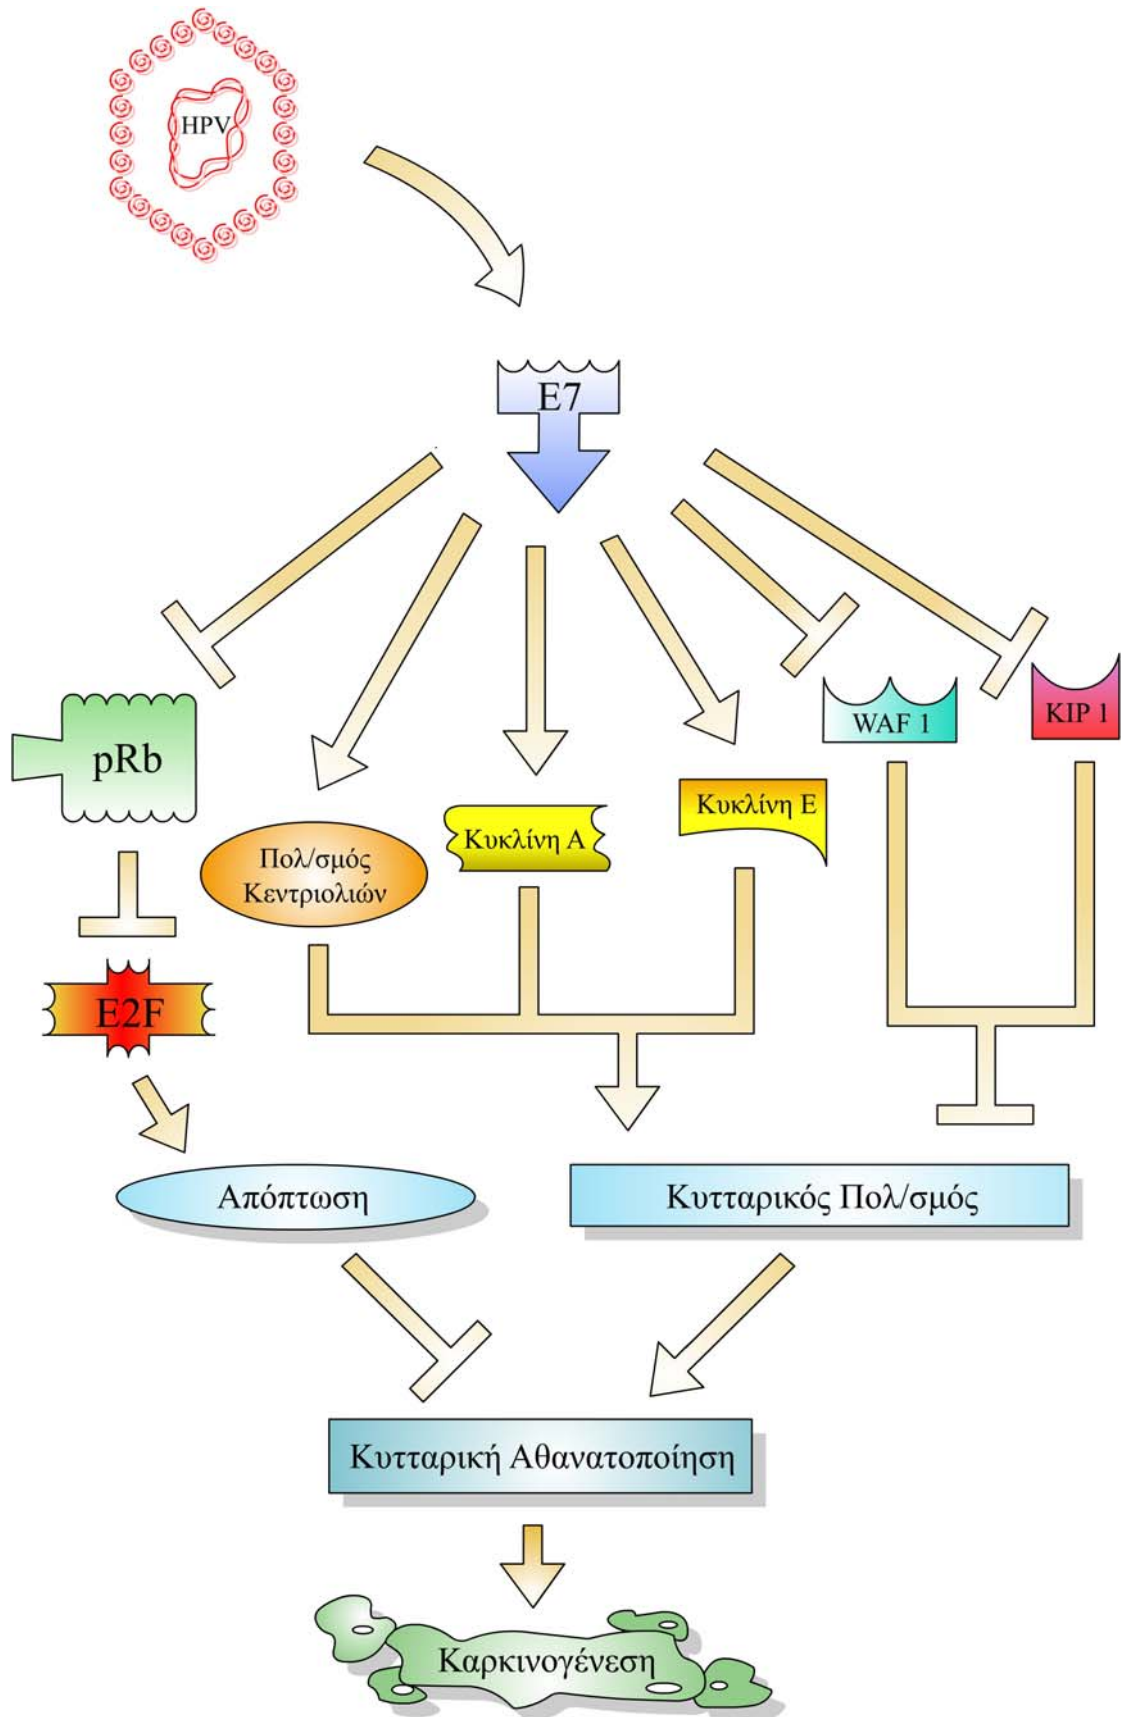 HPV
E7
WAF 1
KIP 1
pRb
Κυκλίνη Ε
Κυκλίνη Α
Πολ/σμός
Κεντριολιών
E2F
Απόπτωση
Κυτταρικός Πολ/σμός
Κυτταρική Αθανατοποίηση
Καρκινογένεση